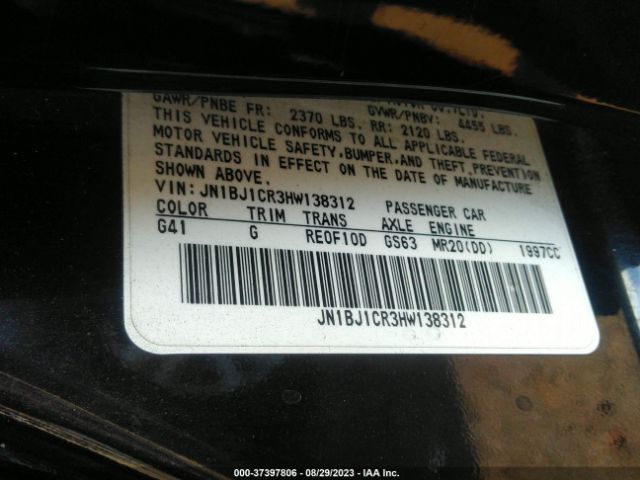 GAWR/PNBE FR: 2370 LBS. RR: 2120 LBS.
GVWR/PNBV: 4455 LBS.
THIS VEHICLE CONFORMS TO ALL APPLICABLE FEDERAL
MOTOR VEHICLE SAFETY, BUMPER, AND THEFT PREVENTION
STANDARDS IN EFFECT ON THE DATE OF MANUFACTURE
SHOWN ABOVE.
VIN: JN1BJ1CR3HW138312 PASSENGER CAR
COLOR TRIM TRANS AXLE ENGINE
G41 G RE0F10D GS63 MR20(DD) 1997CC
JN1BJ1CR3HW138312
000-37397806 - 08/29/2023 - IAA Inc.